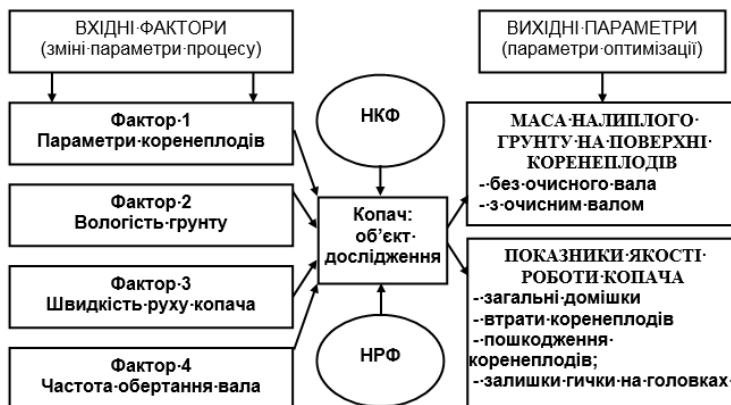 ВХІДНІ·ФАКТОРИ
(зміні·параметри·процесу)
Фактор·1
Параметри·коренеплодів
Фактор·2
Вологість·грунту
Фактор·3
Швидкість·руху·копача
Фактор·4
Частота·обертання·вала
НКФ
Копач:
об’єкт·
дослідження
НРФ
ВИХІДНІ·ПАРАМЕТРИ
(параметри·оптимізації)
МАСА·НАЛИПЛОГО·
ГРУНТУ·НА·ПОВЕРХНІ·
КОРЕНЕПЛОДІВ
-·без·очисного·вала
-·з·очисним·валом
ПОКАЗНИКИ·ЯКОСТІ·
РОБОТИ·КОПАЧА
-·загальні·домішки
-·втрати·коренеплодів
-·пошкодження·
коренеплодів;
-·залишки·гички·на·головках·